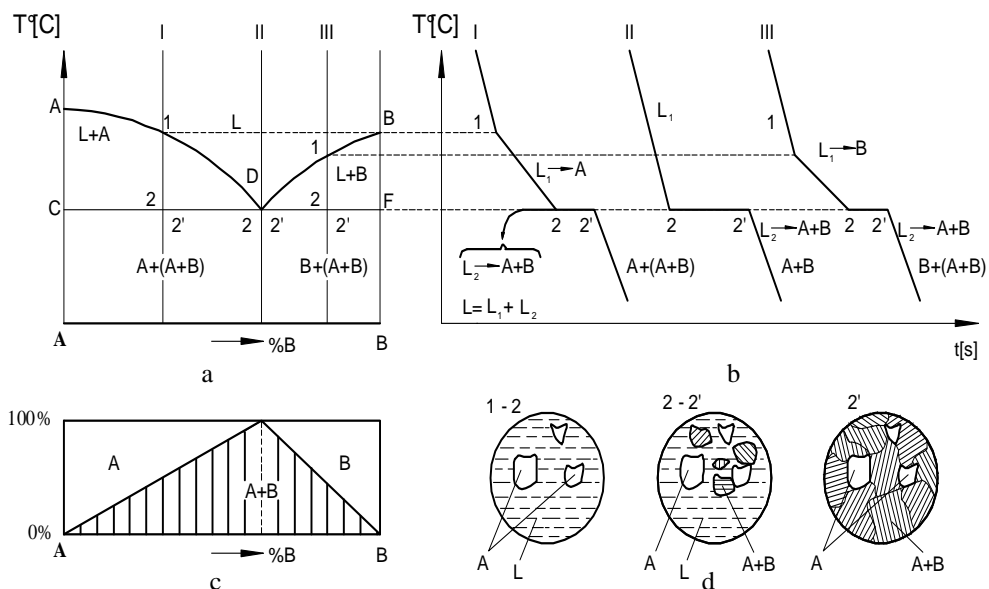 T°[C] I II III
A
1 L B
L+A
1
D L+B
C 2 2 2 F
2' 2' 2'
A+(A+B) B+(A+B)
A %B B
a
T°[C] I II III
L₁
1 1
L₁→A L₁→B
2 2' 2 2' 2 2'
L₂→A+B L₂→A+B L₂→A+B
A+(A+B) A+B B+(A+B)
L=L₁+L₂
t[s]
b
100%
A B
A+B
0%
A %B B
c
1-2 2-2' 2'
A L A L A+B A A+B
d